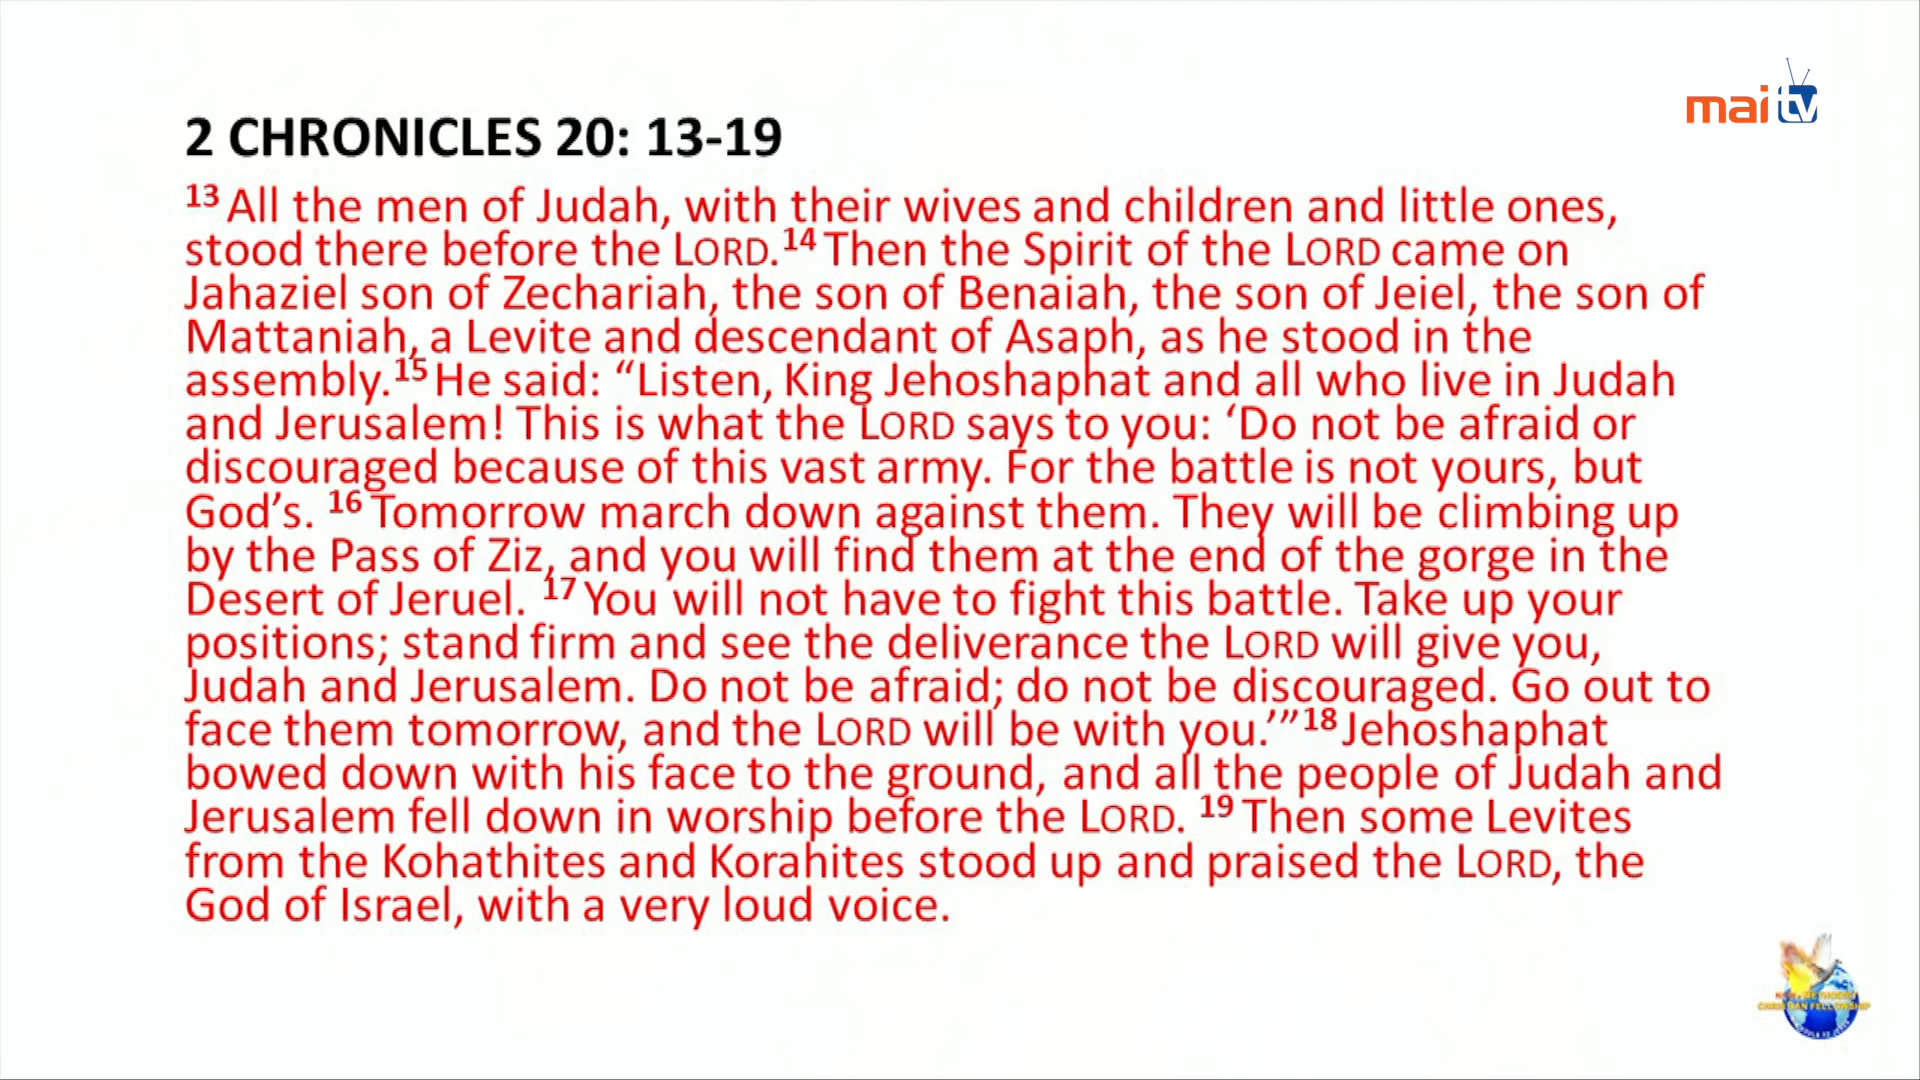 mai tv
2 CHRONICLES 20: 13-19
13 All the men of Judah, with their wives and children and little ones,
stood there before the LORD.14 Then the Spirit of the LORD came on
Jahaziel son of Zechariah, the son of Benaiah, the son of Jeiel, the son of
Mattaniah, a Levite and descendant of Asaph, as he stood in the
assembly.15 He said: “Listen, King Jehoshaphat and all who live in Judah
and Jerusalem! This is what the LORD says to you: ‘Do not be afraid or
discouraged because of this vast army. For the battle is not yours, but
God’s. 16 Tomorrow march down against them. They will be climbing up
by the Pass of Ziz, and you will find them at the end of the gorge in the
Desert of Jeruel. 17 You will not have to fight this battle. Take up your
positions; stand firm and see the deliverance the LORD will give you,
Judah and Jerusalem. Do not be afraid; do not be discouraged. Go out to
face them tomorrow, and the LORD will be with you.’”18 Jehoshaphat
bowed down with his face to the ground, and all the people of Judah and
Jerusalem fell down in worship before the LORD. 19 Then some Levites
from the Kohathites and Korahites stood up and praised the LORD, the
God of Israel, with a very loud voice.
CHRISTIAN FELLOWSHIP